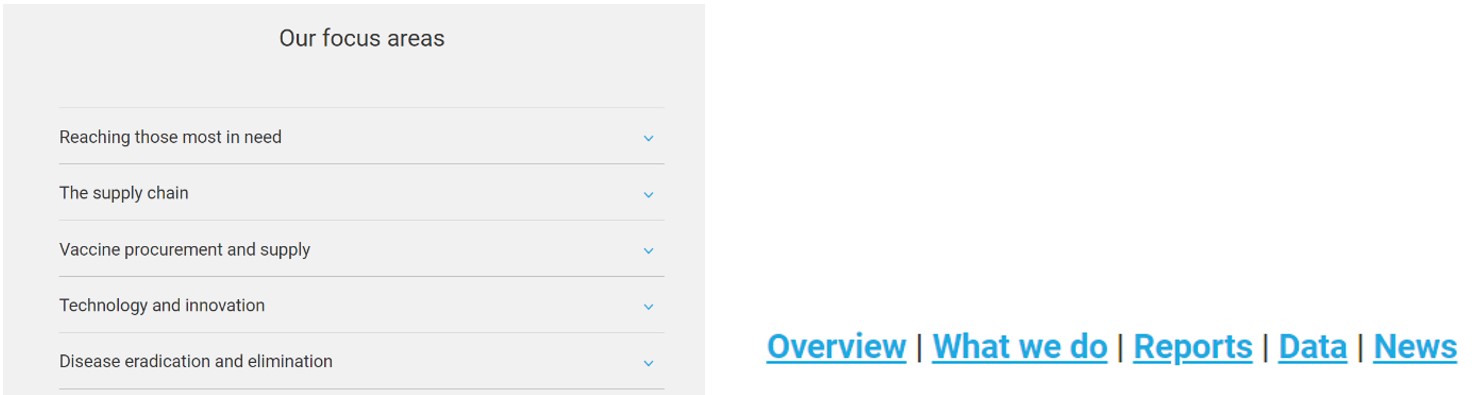 Our focus areas
Reaching those most in need
The supply chain
Vaccine procurement and supply
Technology and innovation
Disease eradication and elimination
Overview | What we do | Reports | Data | News